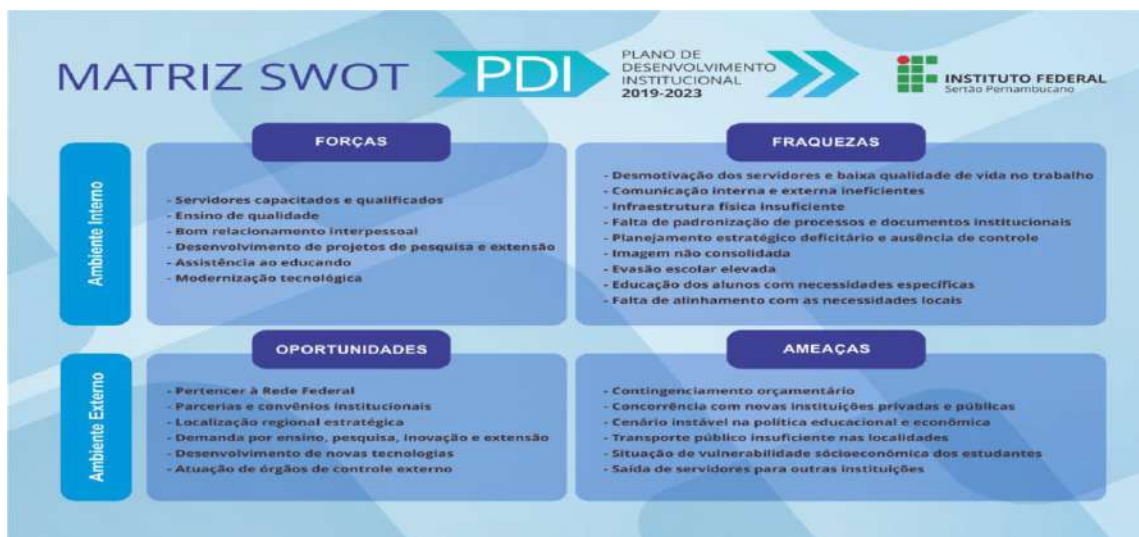 MATRIZ SWOT
PDI
PLANO DE
DESENVOLVIMENTO
INSTITUCIONAL
2019-2023
INSTITUTO FEDERAL
Sertão Pernambucano
Ambiente Interno
FORÇAS
- Servidores capacitados e qualificados
- Ensino de qualidade
- Bom relacionamento interpessoal
- Desenvolvimento de projetos de pesquisa e extensão
- Assistência ao educando
- Modernização tecnológica
FRAQUEZAS
- Desmotivação dos servidores e baixa qualidade de vida no trabalho
- Comunicação interna e externa ineficientes
- Infraestrutura física insuficiente
- Falta de padronização de processos e documentos institucionais
- Planejamento estratégico deficitário e ausência de controle
- Imagem não consolidada
- Evasão escolar elevada
- Educação dos alunos com necessidades específicas
- Falta de alinhamento com as necessidades locais
Ambiente Externo
OPORTUNIDADES
- Pertencer à Rede Federal
- Parcerias e convênios institucionais
- Localização regional estratégica
- Demanda por ensino, pesquisa, inovação e extensão
- Desenvolvimento de novas tecnologias
- Atuação de órgãos de controle externo
AMEAÇAS
- Contingenciamento orçamentário
- Concorrência com novas instituições privadas e públicas
- Cenário instável na política educacional e econômica
- Transporte público insuficiente nas localidades
- Situação de vulnerabilidade sócioeconômica dos estudantes
- Saída de servidores para outras instituições